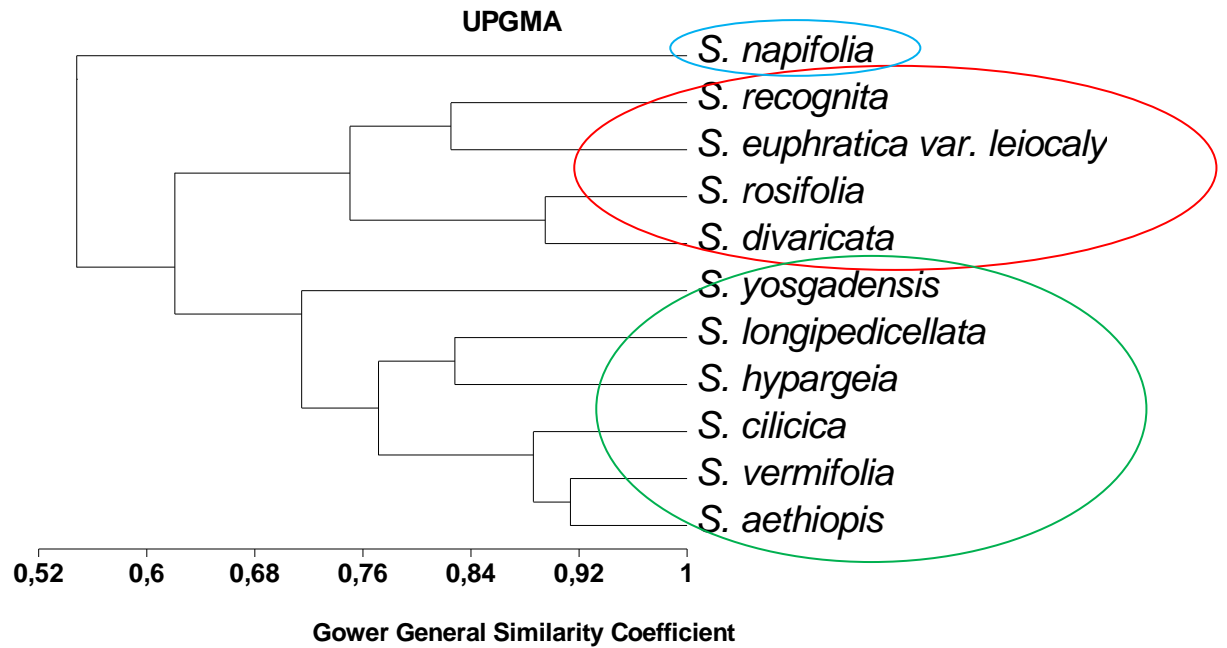 UPGMA
S. napifolia
S. recognita
S. euphratica var. leiocaly
S. rosifolia
S. divaricata
S. yosgadensis
S. longipedicellata
S. hypargeia
S. cilicica
S. vermifolia
S. aethiopis
0,52 0,6 0,68 0,76 0,84 0,92 1
Gower General Similarity Coefficient